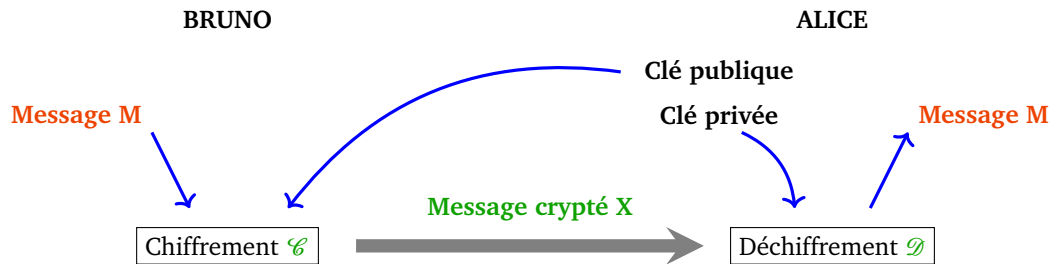 BRUNO
ALICE
Clé publique
Message M
Clé privée
Message M
Message crypté X
Chiffrement 𝒞
Déchiffrement 𝒟